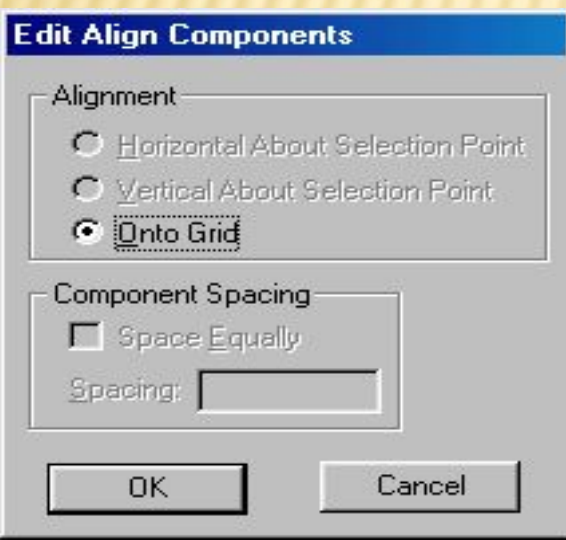 Edit Align Components
Alignment
Horizontal About Selection Point
Vertical About Selection Point
Onto Grid
Component Spacing
Space Equally
Spacing:
OK
Cancel